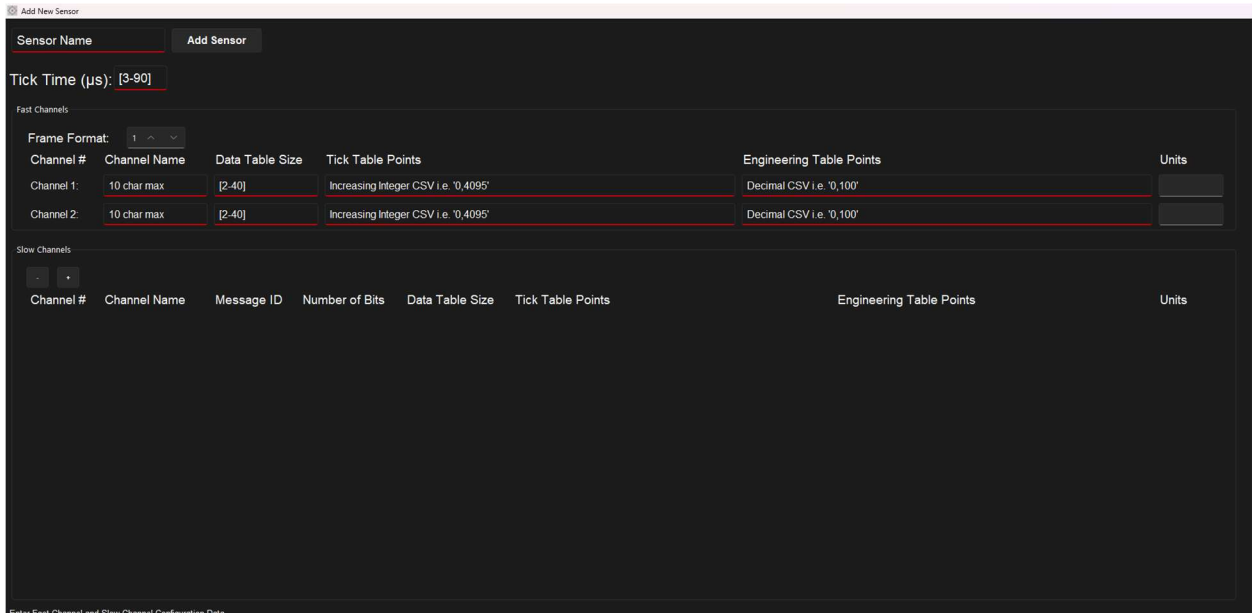 Add New Sensor
Sensor Name Add Sensor
Tick Time (µs): [3-90]
Fast Channels
Frame Format: 1
Channel # Channel Name Data Table Size Tick Table Points Engineering Table Points Units
Channel 1: 10 char max [2-40] Increasing Integer CSV i.e. '0,4095' Decimal CSV i.e. '0,100'
Channel 2: 10 char max [2-40] Increasing Integer CSV i.e. '0,4095' Decimal CSV i.e. '0,100'
Slow Channels
- +
Channel # Channel Name Message ID Number of Bits Data Table Size Tick Table Points Engineering Table Points Units
Enter Fast Channel and Slow Channel Configuration Data